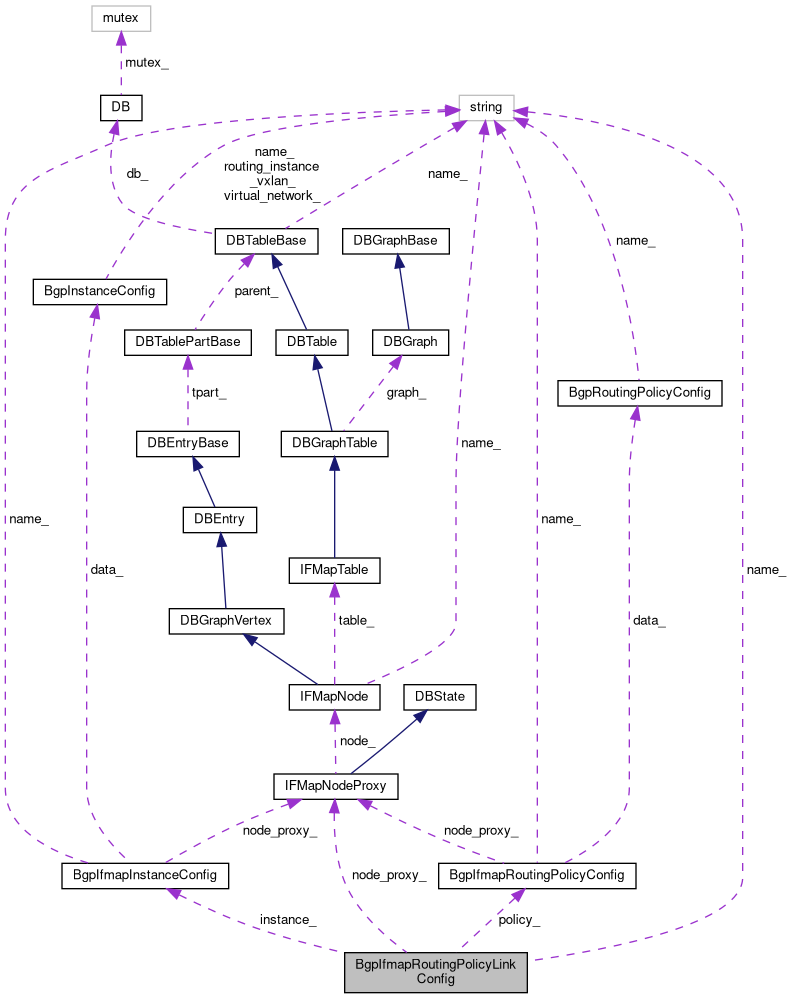 mutex
mutex_
DB
string
db_
name_
routing_instance
_vxlan_
virtual_network_
name_
DBTableBase
DBGraphBase
name_
BgpInstanceConfig
parent_
DBTablePartBase
DBTable
DBGraph
tpart_
graph_
BgpRoutingPolicyConfig
DBEntryBase
DBGraphTable
name_
DBEntry
name_
name_
IFMapTable
data_
name_
DBGraphVertex
table_
data_
IFMapNode
DBState
node_
IFMapNodeProxy
node_proxy_
node_proxy_
BgpIfmapInstanceConfig
node_proxy_
BgpIfmapRoutingPolicyConfig
instance_
policy_
BgpIfmapRoutingPolicyLink
Config